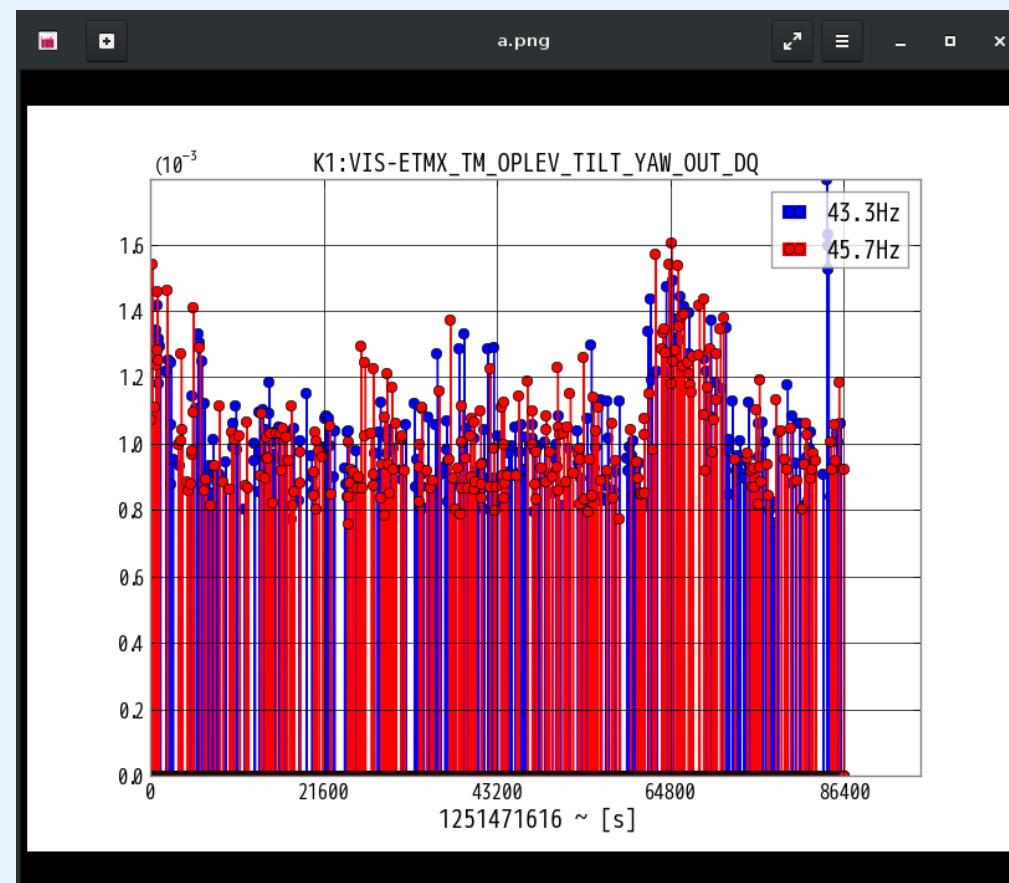 a.png
(10⁻³
K1:VIS-ETMX_TM_OPLEV_TILT_YAW_OUT_DQ
43.3Hz
45.7Hz
1.6
1.4
1.2
1.0
0.8
0.6
0.4
0.2
0.0
0 21600 43200 64800 86400
1251471616 ~ [s]